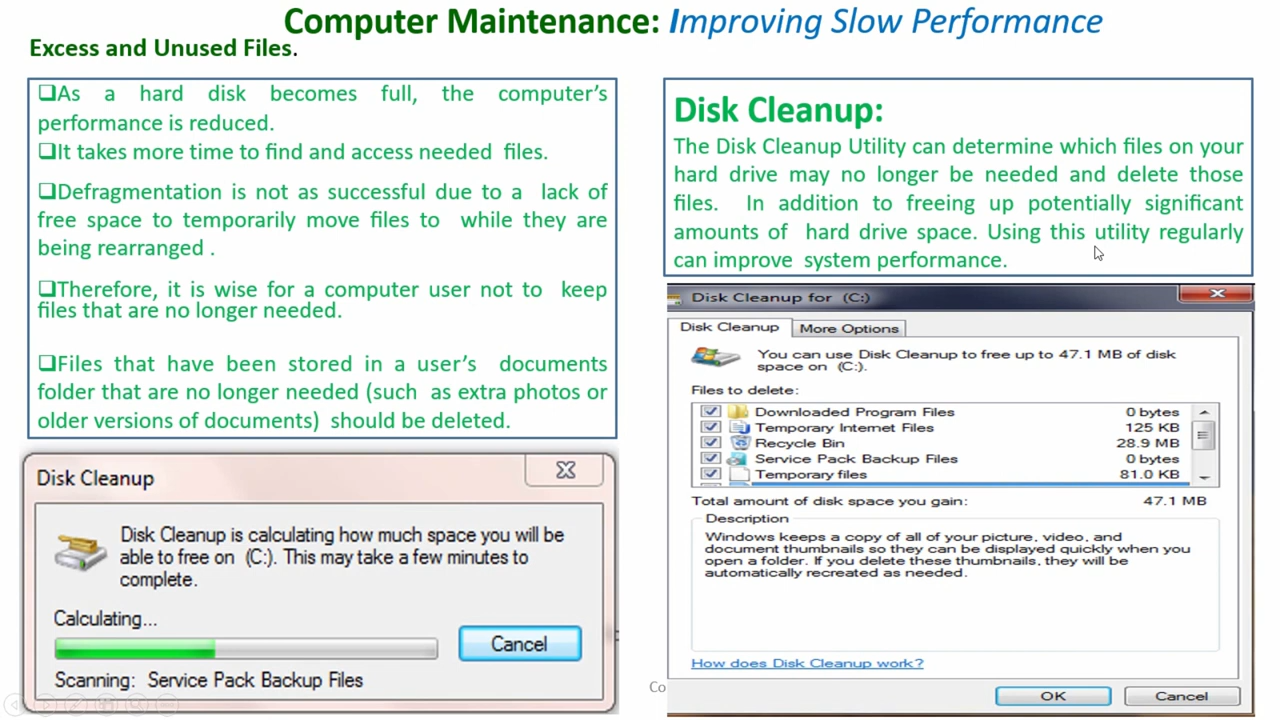 Computer Maintenance: Improving Slow Performance
Excess and Unused Files.
❑As a hard disk becomes full, the computer's
performance is reduced.
❑It takes more time to find and access needed files.
❑Defragmentation is not as successful due to a lack of
free space to temporarily move files to while they are
being rearranged .
❑Therefore, it is wise for a computer user not to keep
files that are no longer needed.
❑Files that have been stored in a user's documents
folder that are no longer needed (such as extra photos or
older versions of documents) should be deleted.
Disk Cleanup
Disk Cleanup is calculating how much space you will be
able to free on (C:). This may take a few minutes to
complete.
Calculating...
Cancel
Scanning: Service Pack Backup Files
Disk Cleanup:
The Disk Cleanup Utility can determine which files on your
hard drive may no longer be needed and delete those
files. In addition to freeing up potentially significant
amounts of hard drive space. Using this utility regularly
can improve system performance.
Disk Cleanup for (C:)
Disk Cleanup More Options
You can use Disk Cleanup to free up to 47.1 MB of disk
space on (C:).
Files to delete:
Downloaded Program Files 0 bytes
Temporary Internet Files 125 KB
Recycle Bin 28.9 MB
Service Pack Backup Files 0 bytes
Temporary files 81.0 KB
Total amount of disk space you gain: 47.1 MB
Description
Windows keeps a copy of all of your picture, video, and
document thumbnails so they can be displayed quickly when you
open a folder. If you delete these thumbnails, they will be
automatically recreated as needed.
How does Disk Cleanup work?
Co
OK Cancel